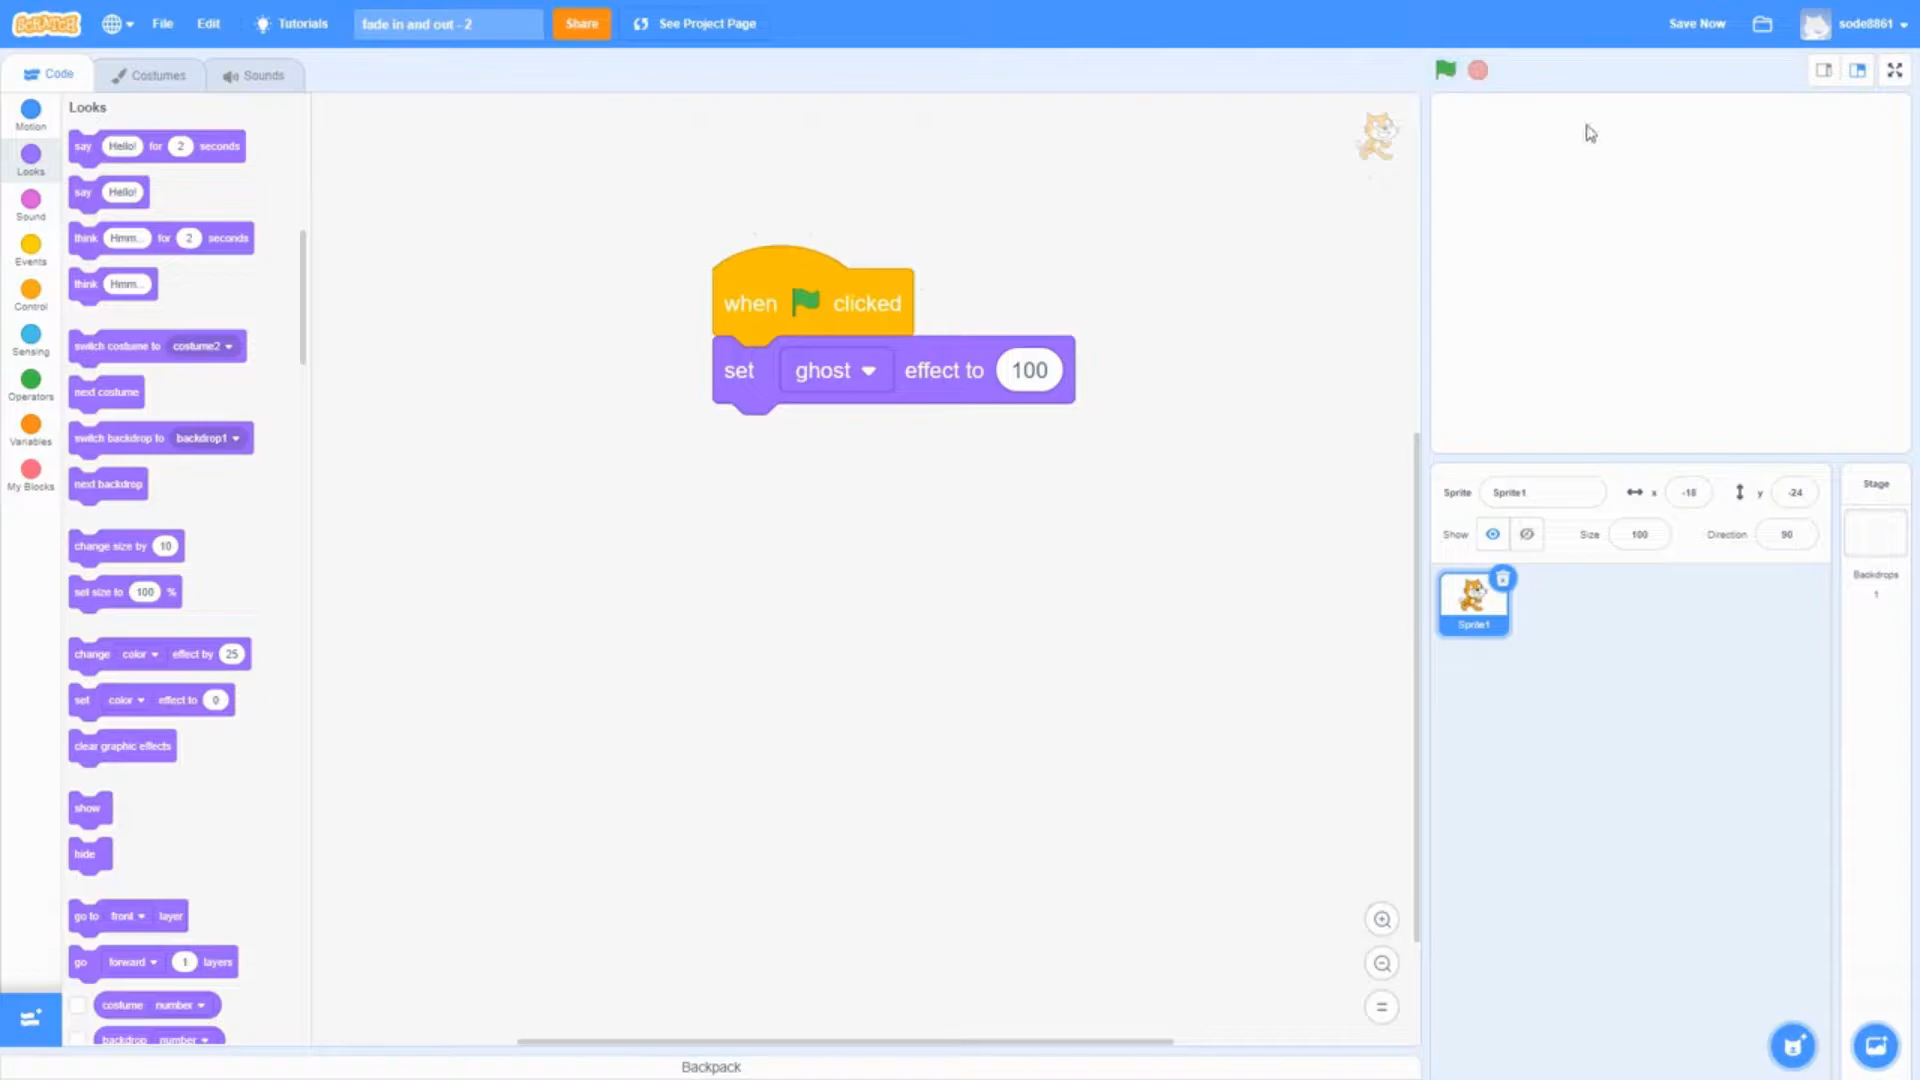 SCRATCH
File
Edit
Tutorials
fade in and out - 2
Share
See Project Page
Save Now
sode8861
Code
Costumes
Sounds
Motion
Looks
Sound
Events
Control
Sensing
Operators
Variables
My Blocks
Looks
say Hello! for 2 seconds
say Hello!
think Hmm... for 2 seconds
think Hmm...
switch costume to costume2
next costume
switch backdrop to backdrop1
next backdrop
change size by 10
set size to 100 %
change color effect by 25
set color effect to 0
clear graphic effects
show
hide
go to front layer
go forward 1 layers
costume number
backdrop number
when clicked
set ghost effect to 100
Backpack
Sprite Sprite1 x -18 y -24
Show Size 100 Direction 90
Sprite1
Stage
Backdrops
1